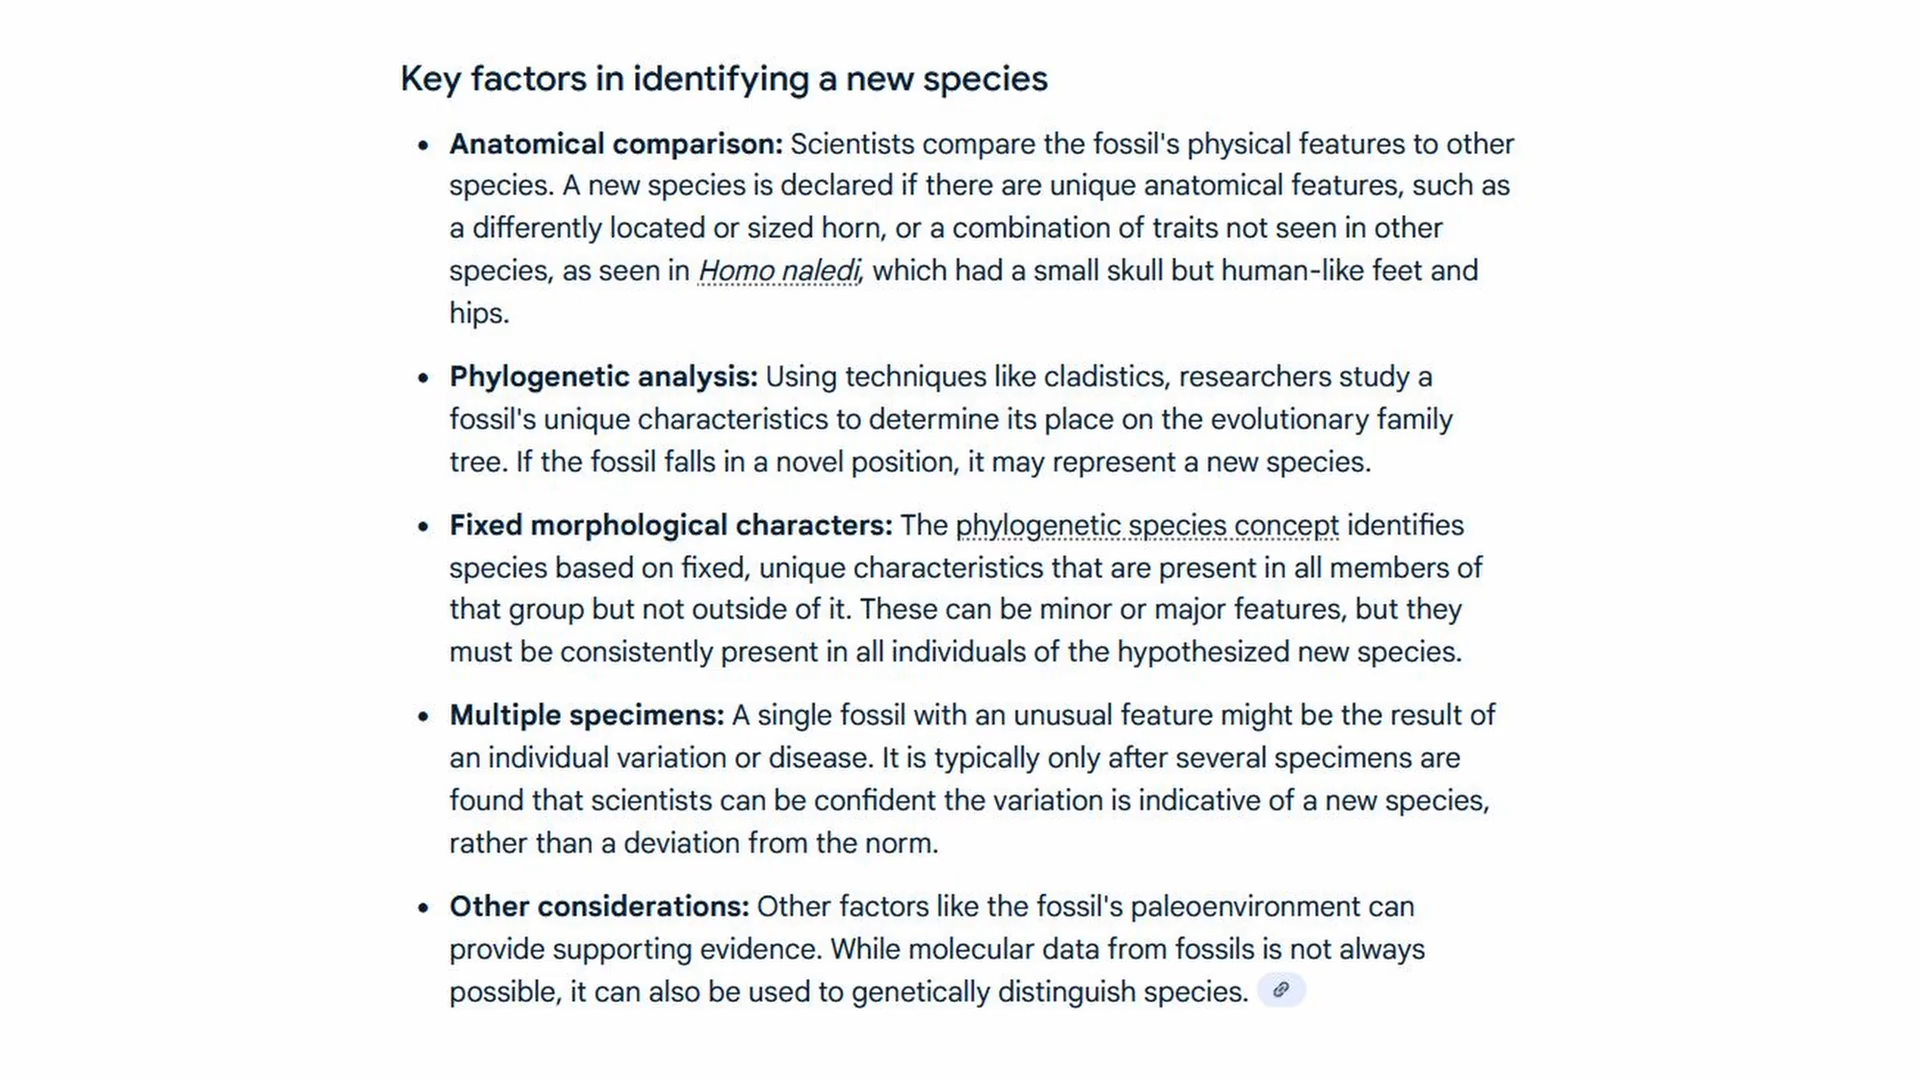 Key factors in identifying a new species
• Anatomical comparison: Scientists compare the fossil's physical features to other
species. A new species is declared if there are unique anatomical features, such as
a differently located or sized horn, or a combination of traits not seen in other
species, as seen in Homo naledi, which had a small skull but human-like feet and
hips.
• Phylogenetic analysis: Using techniques like cladistics, researchers study a
fossil's unique characteristics to determine its place on the evolutionary family
tree. If the fossil falls in a novel position, it may represent a new species.
• Fixed morphological characters: The phylogenetic species concept identifies
species based on fixed, unique characteristics that are present in all members of
that group but not outside of it. These can be minor or major features, but they
must be consistently present in all individuals of the hypothesized new species.
• Multiple specimens: A single fossil with an unusual feature might be the result of
an individual variation or disease. It is typically only after several specimens are
found that scientists can be confident the variation is indicative of a new species,
rather than a deviation from the norm.
• Other considerations: Other factors like the fossil's paleoenvironment can
provide supporting evidence. While molecular data from fossils is not always
possible, it can also be used to genetically distinguish species.